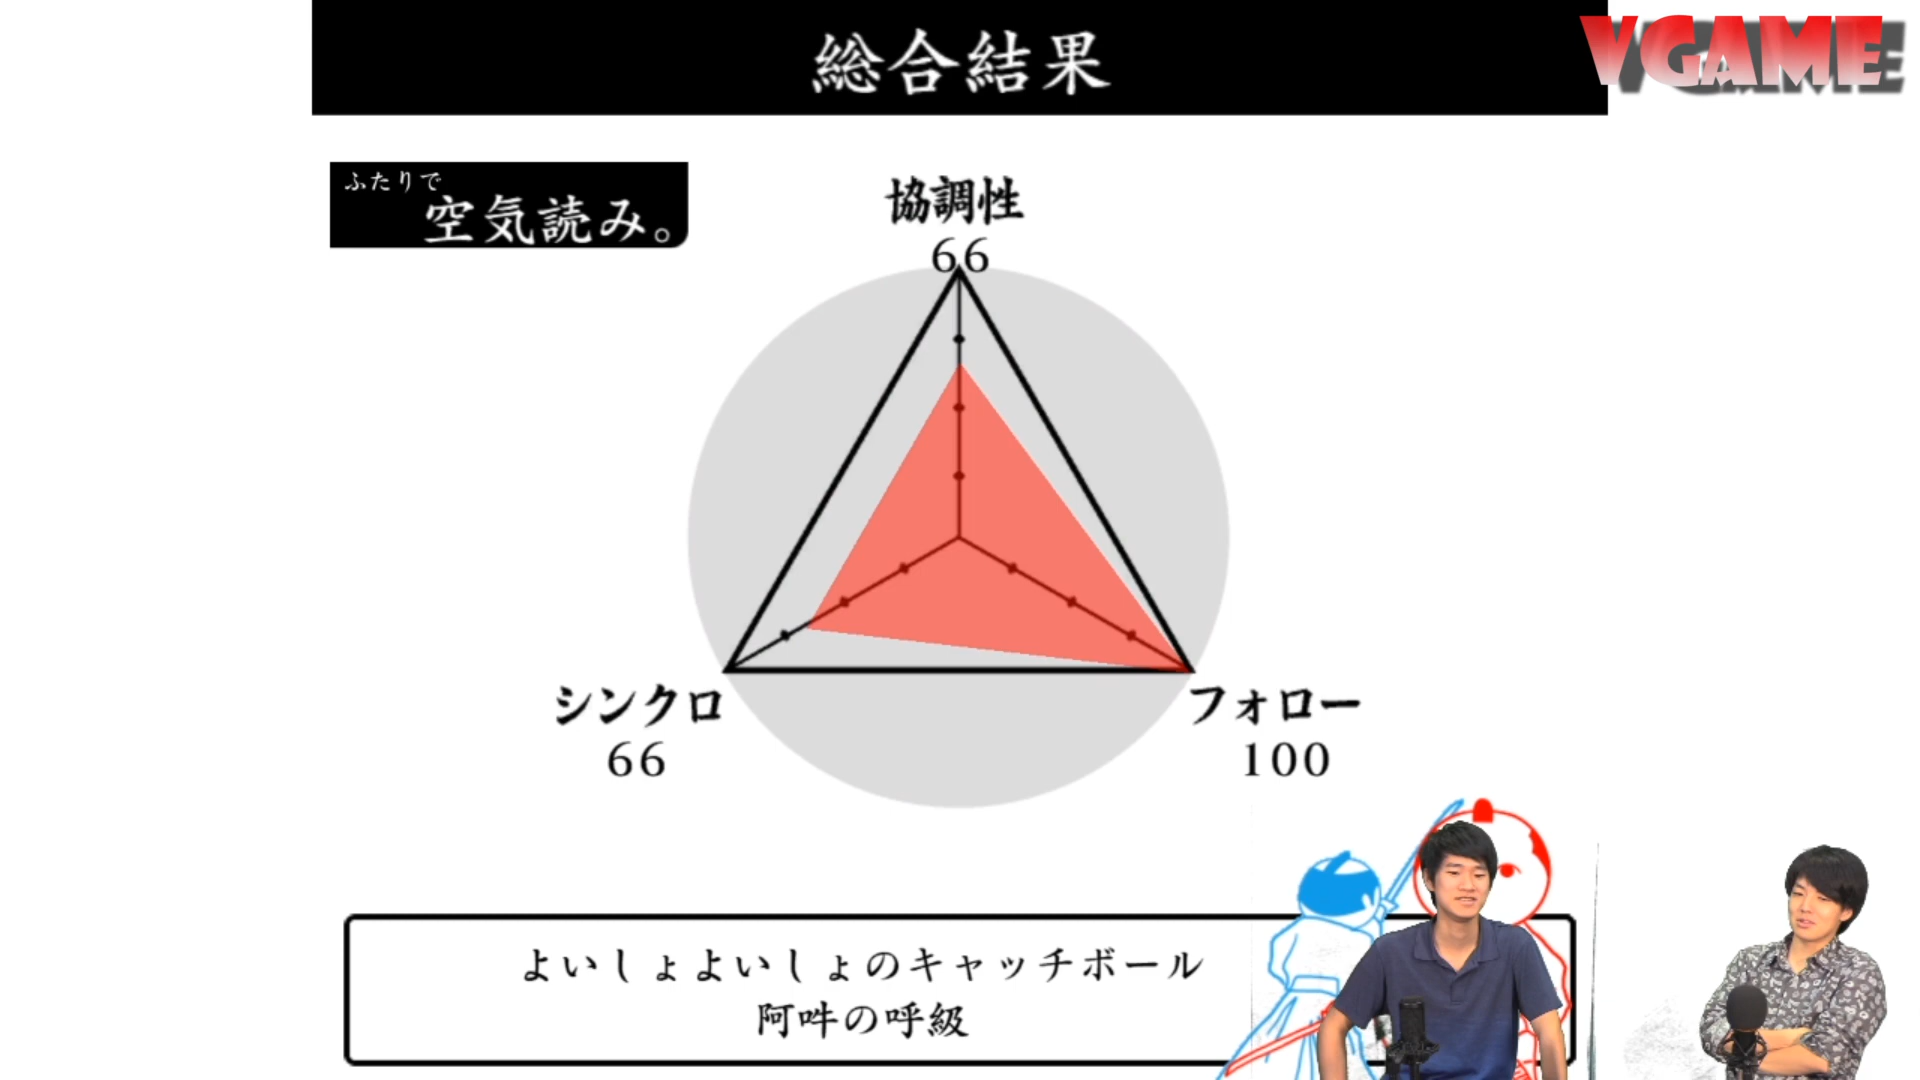 総合結果
VGAME
ふたりで
空気読み。
協調性
66
シンクロ
66
フォロー
100
よいしょよいしょのキャッチボール
阿吽の呼級